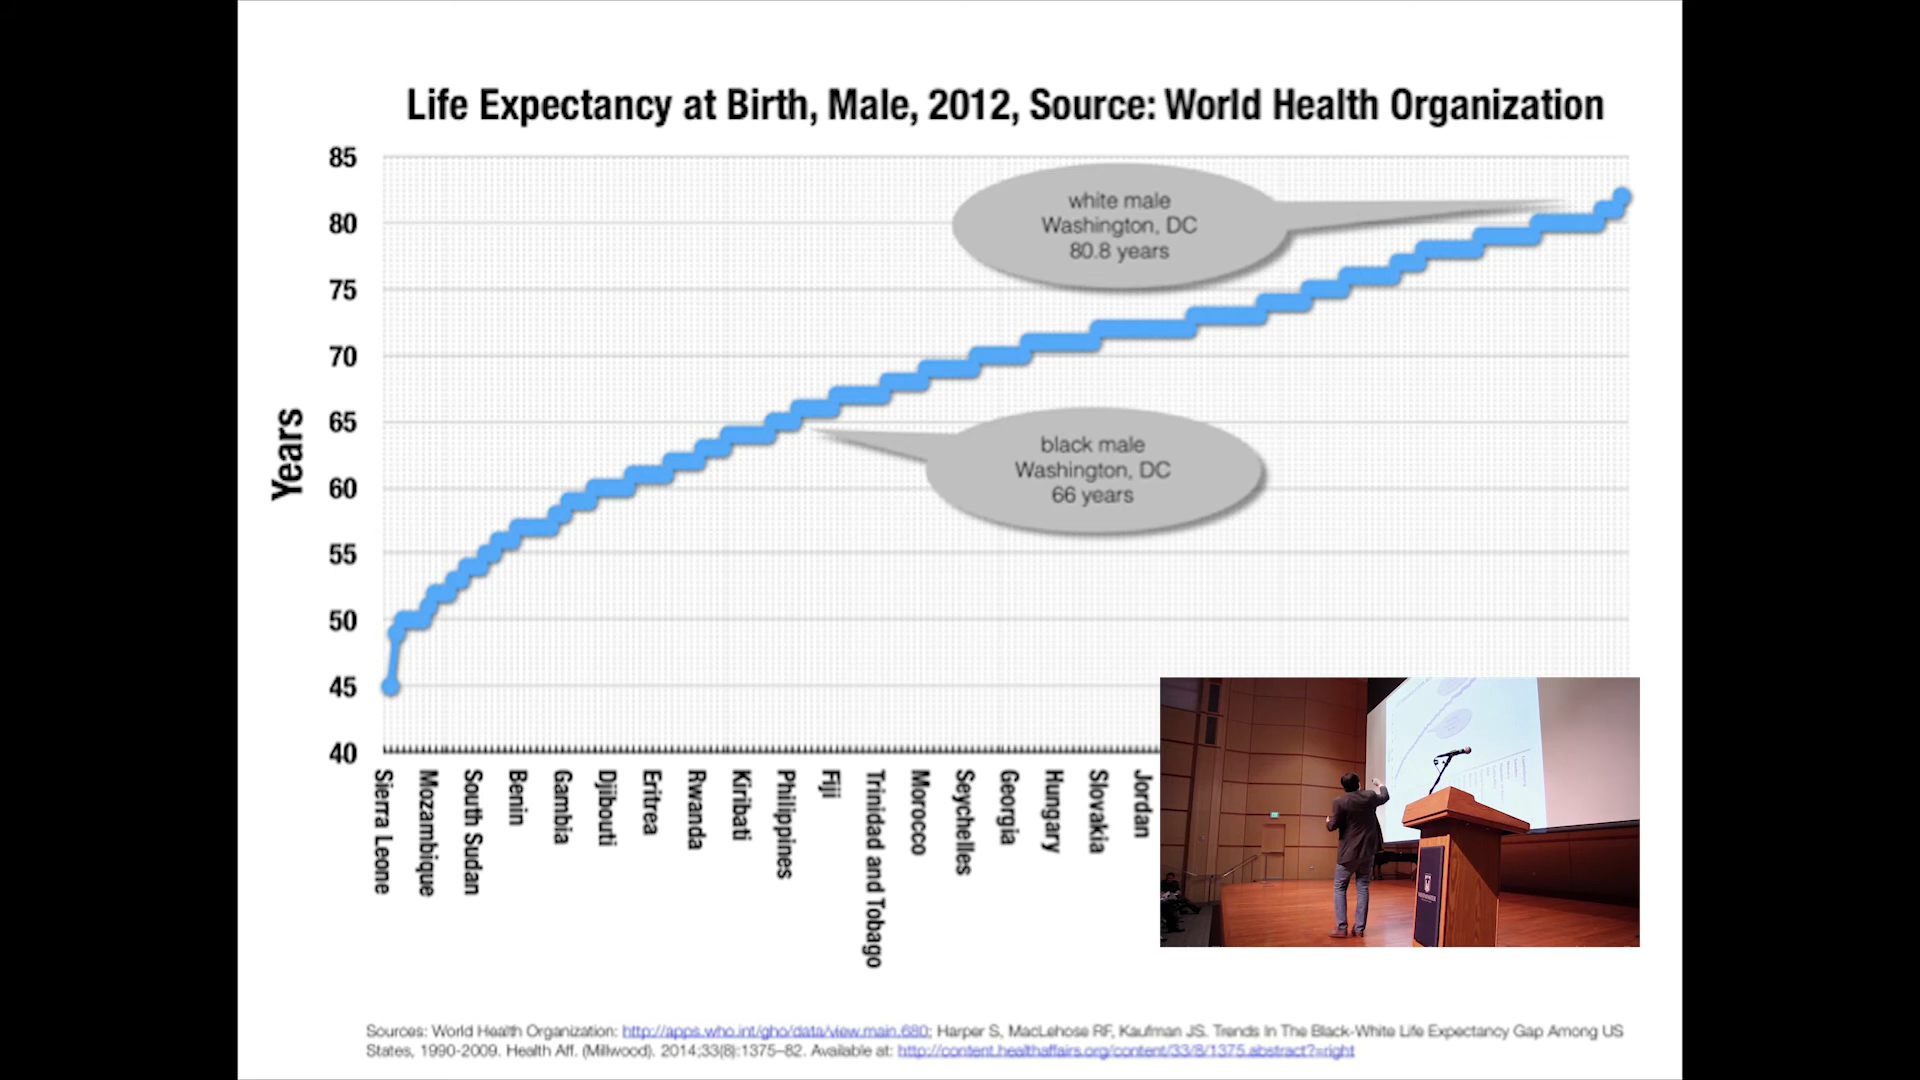 Life Expectancy at Birth, Male, 2012, Source: World Health Organization
Years
85
80
75
70
65
60
55
50
45
40
white male
Washington, DC
80.8 years
black male
Washington, DC
66 years
Sierra Leone
Mozambique
South Sudan
Benin
Gambia
Djibouti
Eritrea
Rwanda
Kiribati
Philippines
Fiji
Trinidad and Tobago
Morocco
Seychelles
Georgia
Hungary
Slovakia
Jordan
Sources: World Health Organization: http://apps.who.int/gho/data/view.main.680; Harper S, MacLehose RF, Kaufman JS. Trends In The Black-White Life Expectancy Gap Among US
States, 1990-2009. Health Aff. (Millwood). 2014;33(8):1375–82. Available at: http://content.healthaffairs.org/content/33/8/1375.abstract?=right